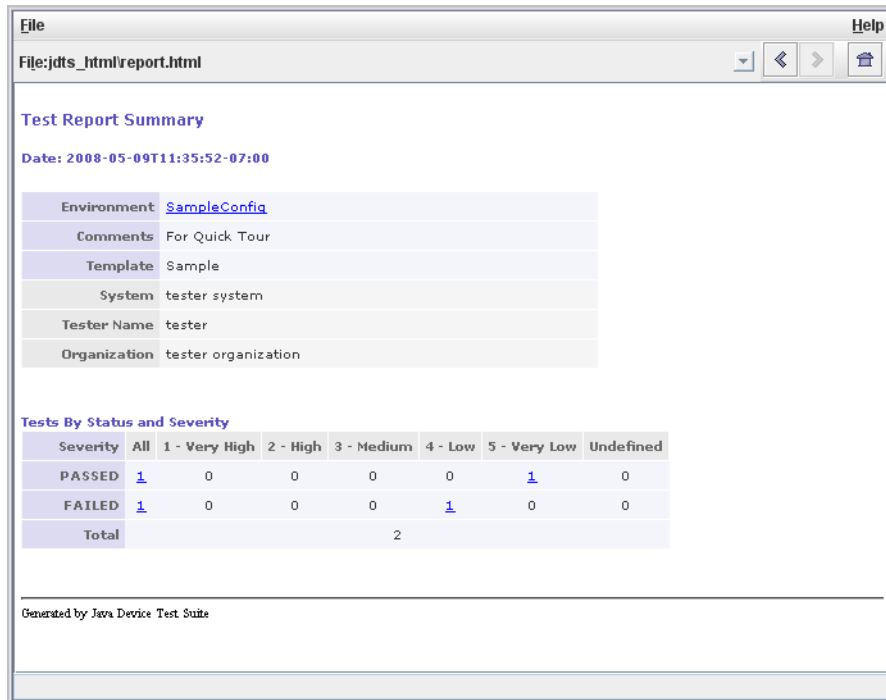 File Help
File:jdts_html\report.html
Test Report Summary
Date: 2008-05-09T11:35:52-07:00
Environment SampleConfig
Comments For Quick Tour
Template Sample
System tester system
Tester Name tester
Organization tester organization
Tests By Status and Severity
Severity All 1 - Very High 2 - High 3 - Medium 4 - Low 5 - Very Low Undefined
PASSED 1 0 0 0 0 1 0
FAILED 1 0 0 0 1 0 0
Total 2
Generated by Java Device Test Suite